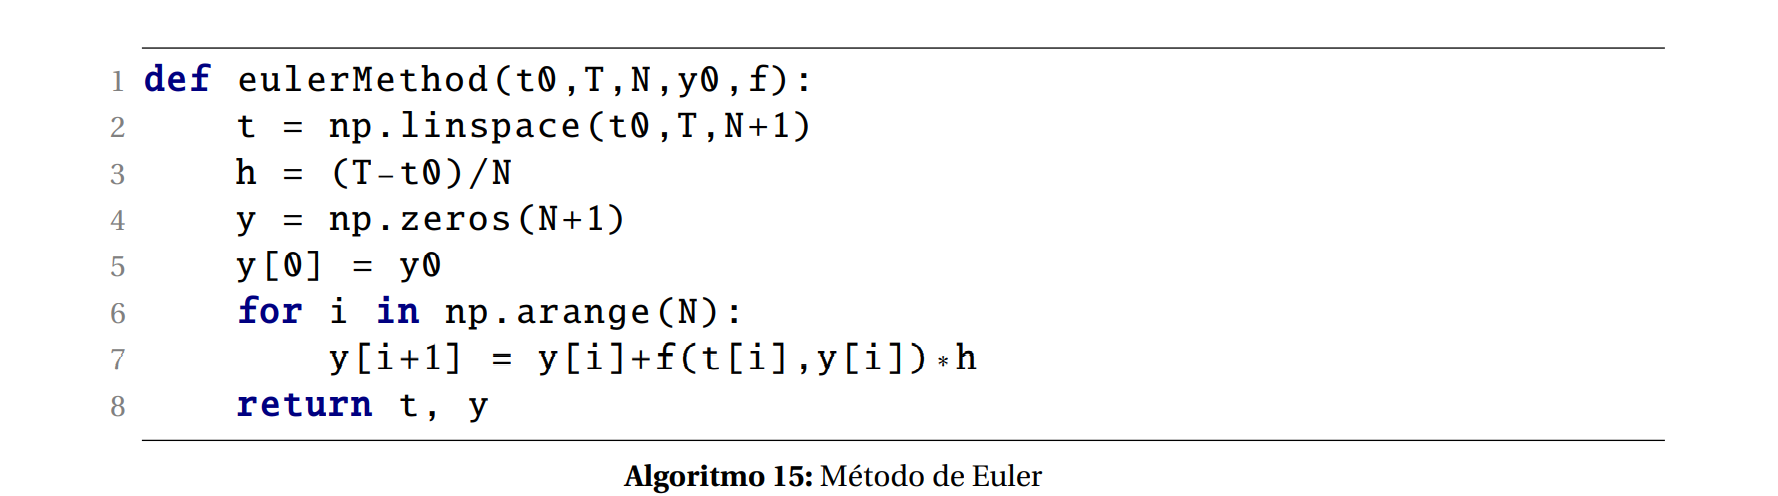 1 def eulerMethod(t0,T,N,y0,f):
2     t = np.linspace(t0,T,N+1)
3     h = (T-t0)/N
4     y = np.zeros(N+1)
5     y[0] = y0
6     for i in np.arange(N):
7         y[i+1] = y[i]+f(t[i],y[i])*h
8     return t, y
Algoritmo 15: Método de Euler